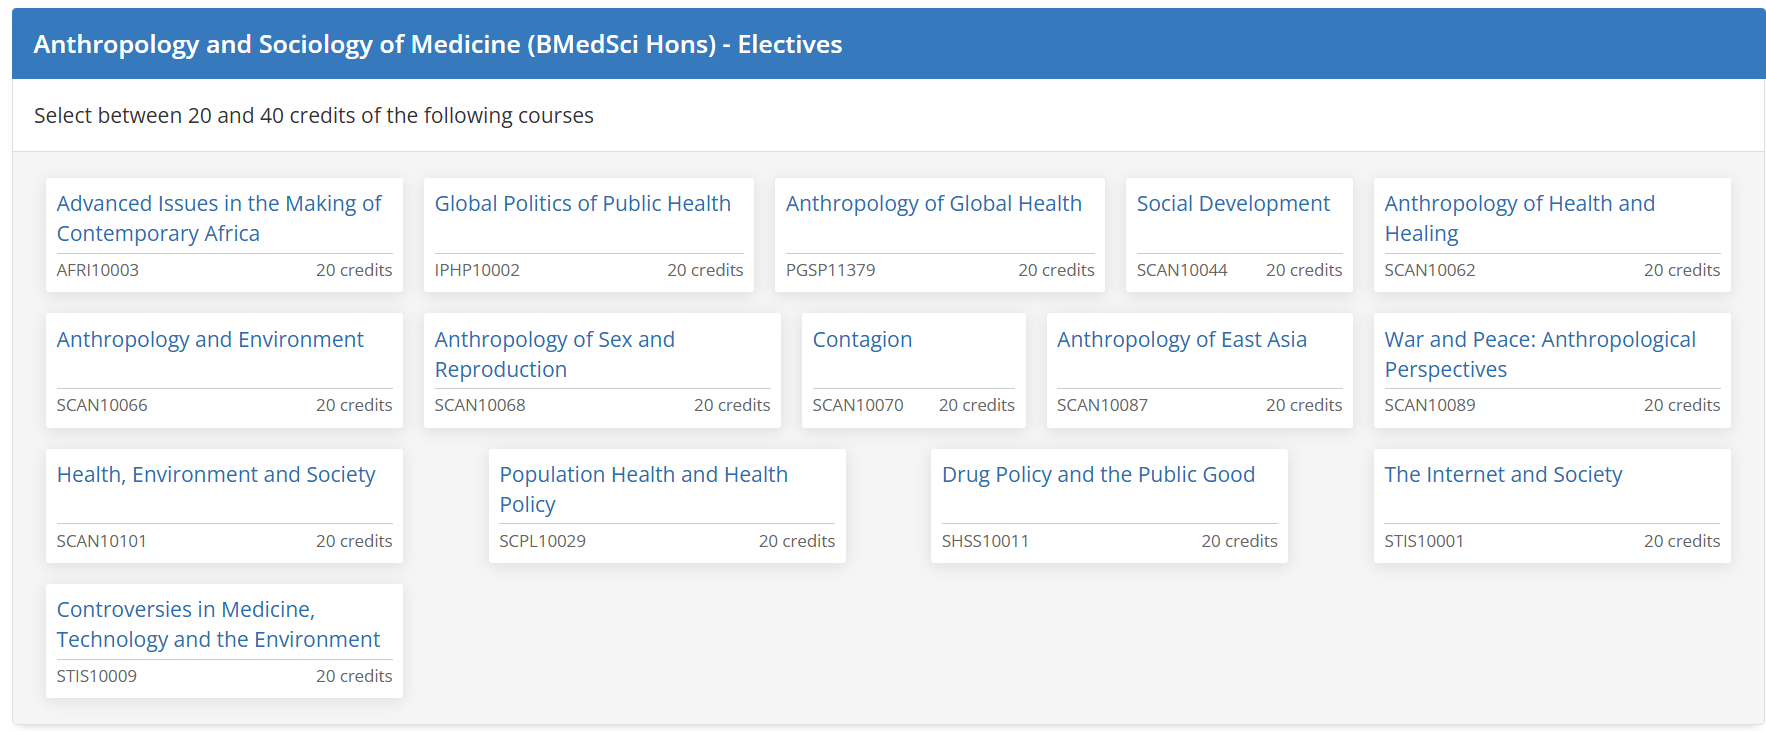 Anthropology and Sociology of Medicine (BMedSci Hons) - Electives
Select between 20 and 40 credits of the following courses
Advanced Issues in the Making of
Contemporary Africa
AFRI10003 20 credits
Global Politics of Public Health
IPHP10002 20 credits
Anthropology of Global Health
PGSP11379 20 credits
Social Development
SCAN10044 20 credits
Anthropology of Health and
Healing
SCAN10062 20 credits
Anthropology and Environment
SCAN10066 20 credits
Anthropology of Sex and
Reproduction
SCAN10068 20 credits
Contagion
SCAN10070 20 credits
Anthropology of East Asia
SCAN10087 20 credits
War and Peace: Anthropological
Perspectives
SCAN10089 20 credits
Health, Environment and Society
SCAN10101 20 credits
Population Health and Health
Policy
SCPL10029 20 credits
Drug Policy and the Public Good
SHSS10011 20 credits
The Internet and Society
STIS10001 20 credits
Controversies in Medicine,
Technology and the Environment
STIS10009 20 credits